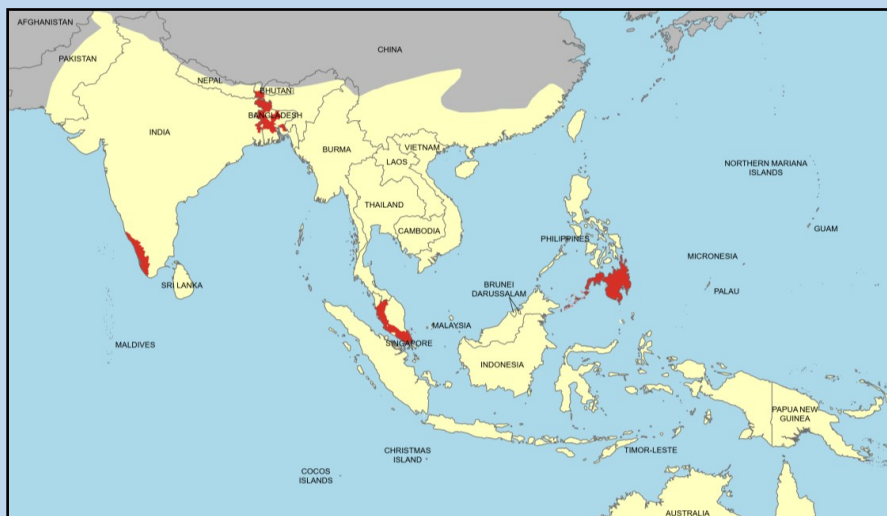 AFGHANISTAN
CHINA
PAKISTAN
NEPAL
BHUTAN
BANGLADESH
INDIA
BURMA
VIETNAM
LAOS
NORTHERN MARIANA
ISLANDS
THAILAND
GUAM
CAMBODIA
PHILIPPINES
MICRONESIA
SRI LANKA
BRUNEI
DARUSSALAM
PALAU
MALAYSIA
MALDIVES
SINGAPORE
INDONESIA
PAPUA NEW
GUINEA
CHRISTMAS
ISLAND
TIMOR-LESTE
COCOS
ISLANDS
AUSTRALIA